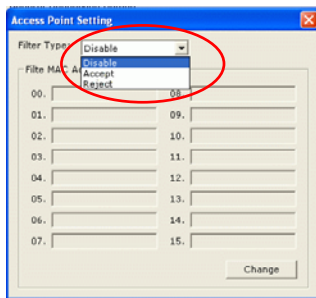 Access Point Setting
Filter Type: Disable
Disable
Accept
Reject
Filte MAC A
00. 08.
01. 09.
02. 10.
03. 11.
04. 12.
05. 13.
06. 14.
07. 15.
Change